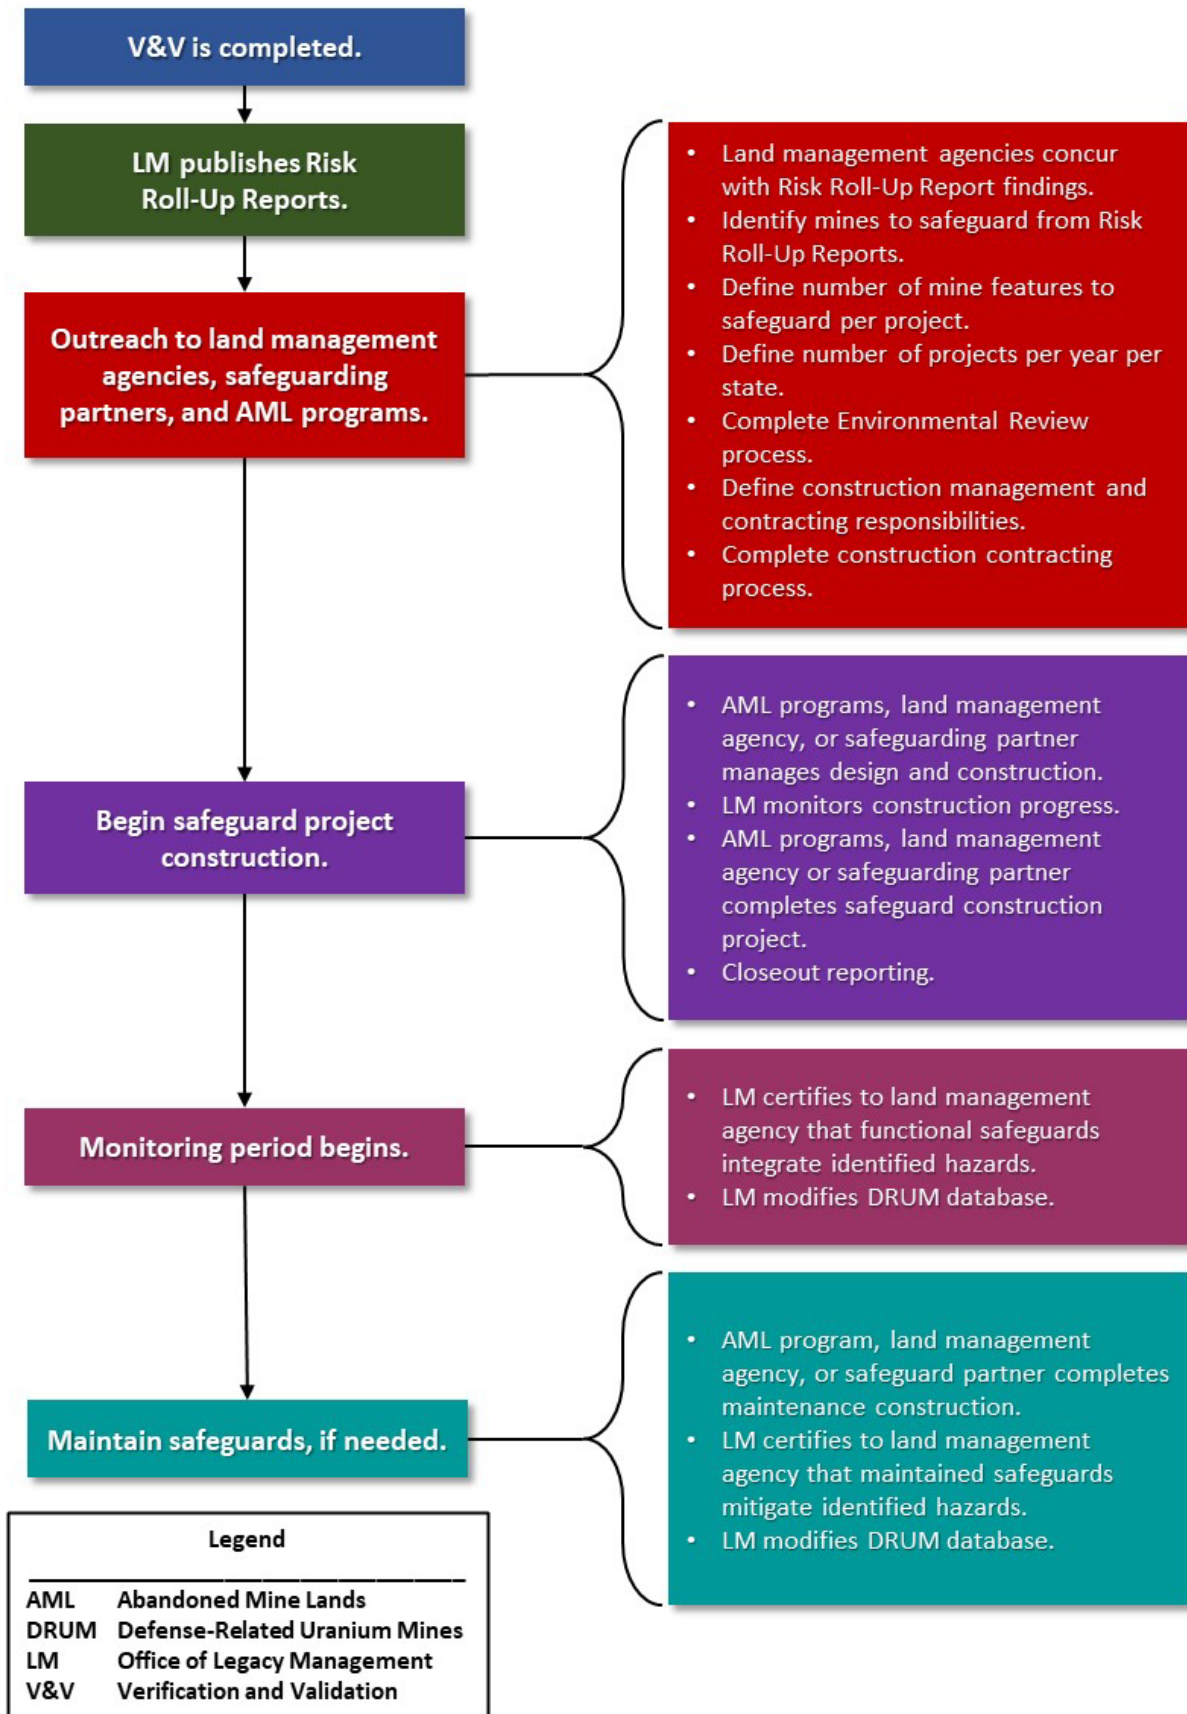 V&V is completed.
LM publishes Risk
Roll-Up Reports.
Outreach to land management
agencies, safeguarding
partners, and AML programs.
• Land management agencies concur
with Risk Roll-Up Report findings.
• Identify mines to safeguard from Risk
Roll-Up Reports.
• Define number of mine features to
safeguard per project.
• Define number of projects per year per
state.
• Complete Environmental Review
process.
• Define construction management and
contracting responsibilities.
• Complete construction contracting
process.
Begin safeguard project
construction.
• AML programs, land management
agency, or safeguarding partner
manages design and construction.
• LM monitors construction progress.
• AML programs, land management
agency or safeguarding partner
completes safeguard construction
project.
• Closeout reporting.
Monitoring period begins.
• LM certifies to land management
agency that functional safeguards
integrate identified hazards.
• LM modifies DRUM database.
Maintain safeguards, if needed.
• AML program, land management
agency, or safeguard partner completes
maintenance construction.
• LM certifies to land management
agency that maintained safeguards
mitigate identified hazards.
• LM modifies DRUM database.
Legend
AML Abandoned Mine Lands
DRUM Defense-Related Uranium Mines
LM Office of Legacy Management
V&V Verification and Validation